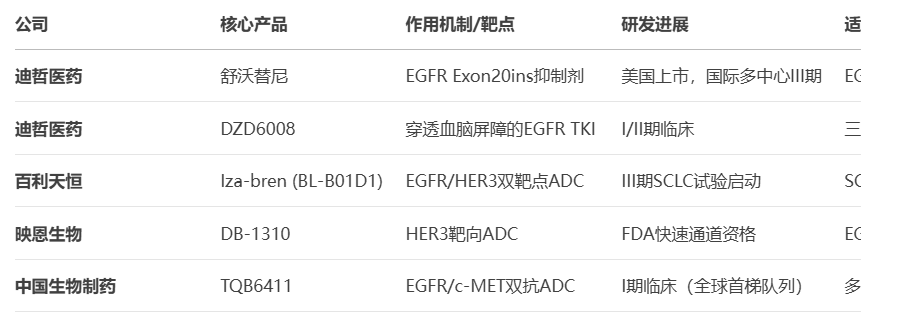 公司 核心产品 作用机制/靶点 研发进展 适
迪哲医药 舒沃替尼 EGFR Exon20ins抑制剂 美国上市，国际多中心III期 EG
迪哲医药 DZD6008 穿透血脑屏障的EGFR TKI I/II期临床 三
百利天恒 Iza-bren (BL-B01D1) EGFR/HER3双靶点ADC III期SCLC试验启动 SC
映恩生物 DB-1310 HER3靶向ADC FDA快速通道资格 EG
中国生物制药 TQB6411 EGFR/c-MET双抗ADC I期临床（全球首梯队列） 多